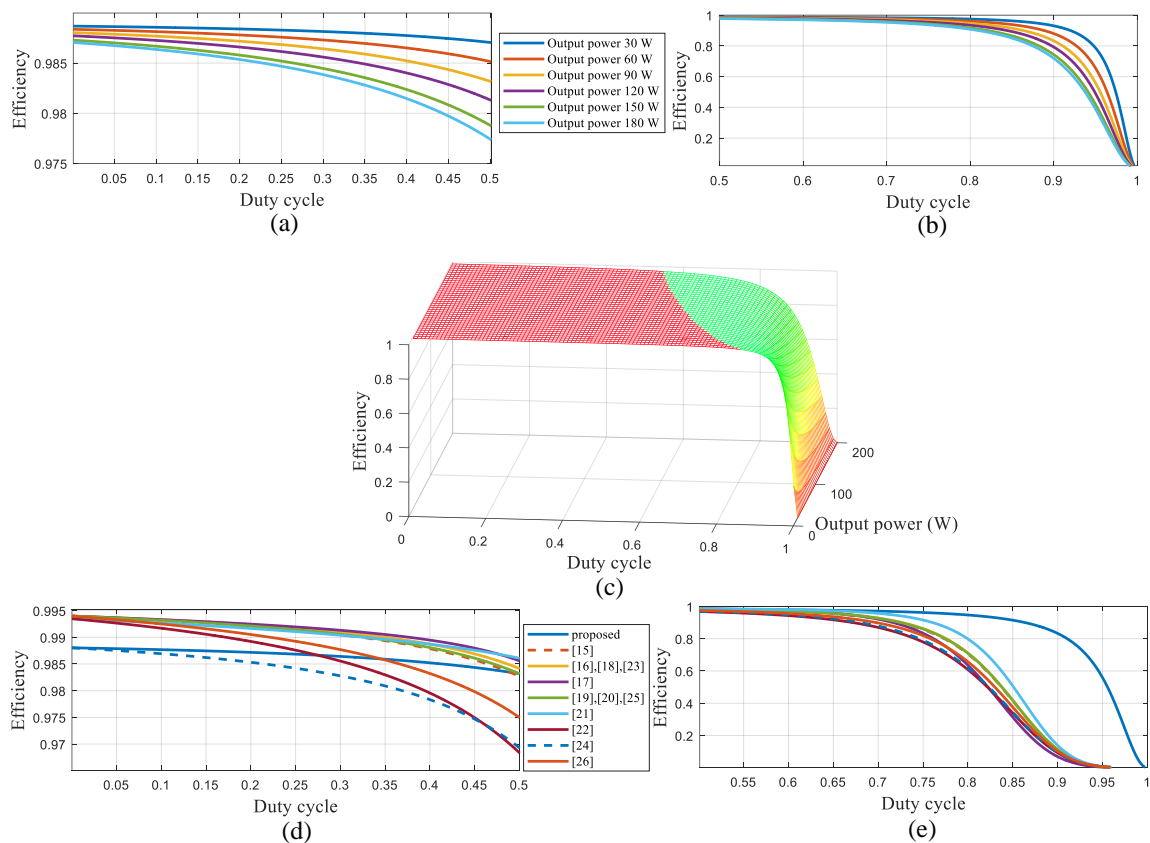 Efficiency
0.985
0.98
0.975
0.05 0.1 0.15 0.2 0.25 0.3 0.35 0.4 0.45 0.5
Duty cycle
(a)
Output power 30 W
Output power 60 W
Output power 90 W
Output power 120 W
Output power 150 W
Output power 180 W
Efficiency
1
0.8
0.6
0.4
0.2
0.5 0.6 0.7 0.8 0.9 1
Duty cycle
(b)
Efficiency
1
0.8
0.6
0.4
0.2
0
0 0.2 0.4 0.6 0.8 1
Duty cycle
0 100 200
Output power (W)
(c)
Efficiency
0.995
0.99
0.985
0.98
0.975
0.97
0.05 0.1 0.15 0.2 0.25 0.3 0.35 0.4 0.45 0.5
Duty cycle
(d)
proposed
[15]
[16],[18],[23]
[17]
[19],[20],[25]
[21]
[22]
[24]
[26]
Efficiency
1
0.8
0.6
0.4
0.2
0.55 0.6 0.65 0.7 0.75 0.8 0.85 0.9 0.95 1
Duty cycle
(e)